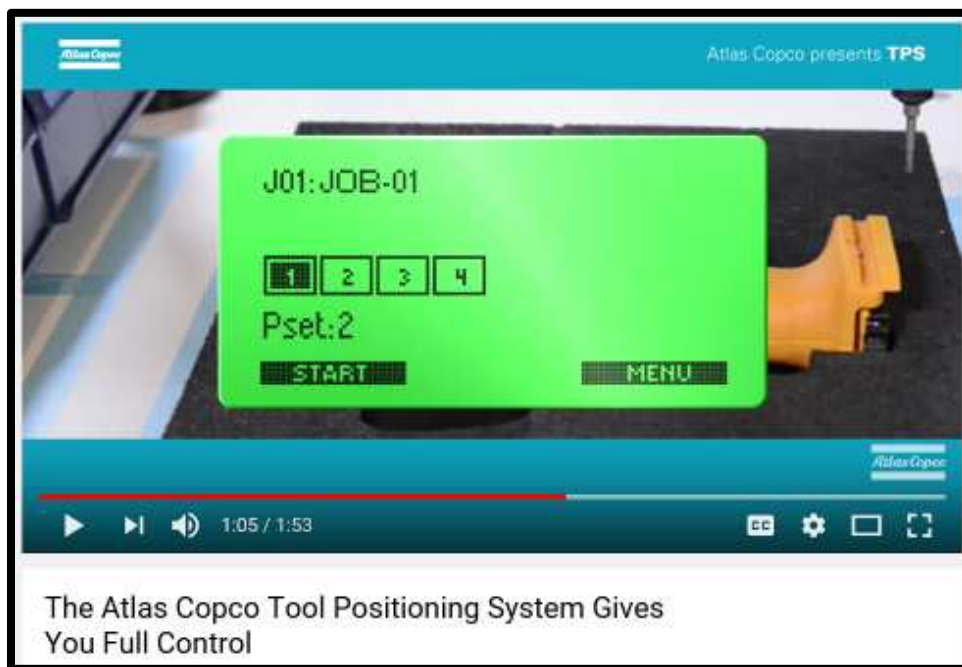 Atlas Copco
Atlas Copco presents TPS
J01:JOB-01
1 2 3 4
Pset:2
START MENU
Atlas Copco
1:05 / 1:53
CC
The Atlas Copco Tool Positioning System Gives
You Full Control